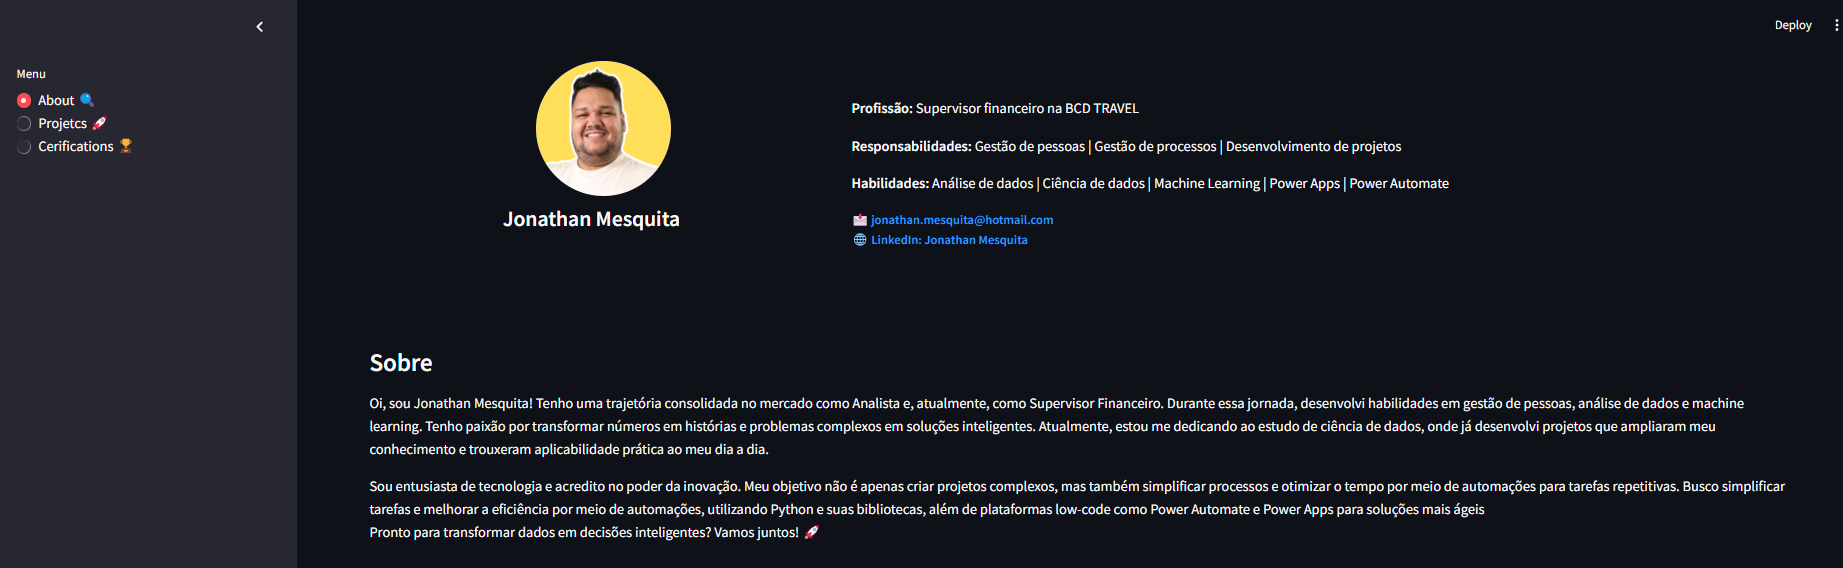 Deploy
Menu
About 🔍
Projetcs 🚀
Cerifications 🏆
Jonathan Mesquita
Profissão: Supervisor financeiro na BCD TRAVEL
Responsabilidades: Gestão de pessoas | Gestão de processos | Desenvolvimento de projetos
Habilidades: Análise de dados | Ciência de dados | Machine Learning | Power Apps | Power Automate
jonathan.mesquita@hotmail.com
LinkedIn: Jonathan Mesquita
Sobre
Oi, sou Jonathan Mesquita! Tenho uma trajetória consolidada no mercado como Analista e, atualmente, como Supervisor Financeiro. Durante essa jornada, desenvolvi habilidades em gestão de pessoas, análise de dados e machine
learning. Tenho paixão por transformar números em histórias e problemas complexos em soluções inteligentes. Atualmente, estou me dedicando ao estudo de ciência de dados, onde já desenvolvi projetos que ampliaram meu
conhecimento e trouxeram aplicabilidade prática ao meu dia a dia.
Sou entusiasta de tecnologia e acredito no poder da inovação. Meu objetivo não é apenas criar projetos complexos, mas também simplificar processos e otimizar o tempo por meio de automações para tarefas repetitivas. Busco simplificar
tarefas e melhorar a eficiência por meio de automações, utilizando Python e suas bibliotecas, além de plataformas low-code como Power Automate e Power Apps para soluções mais ágeis
Pronto para transformar dados em decisões inteligentes? Vamos juntos! 🚀